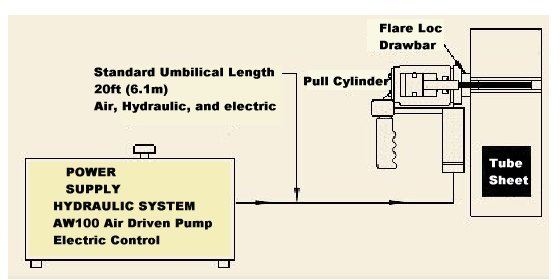 Flare Loc
Drawbar
Standard Umbilical Length
20ft (6.1m)
Air, Hydraulic, and electric
Pull Cylinder
Tube
Sheet
POWER
SUPPLY
HYDRAULIC SYSTEM
AW100 Air Driven Pump
Electric Control